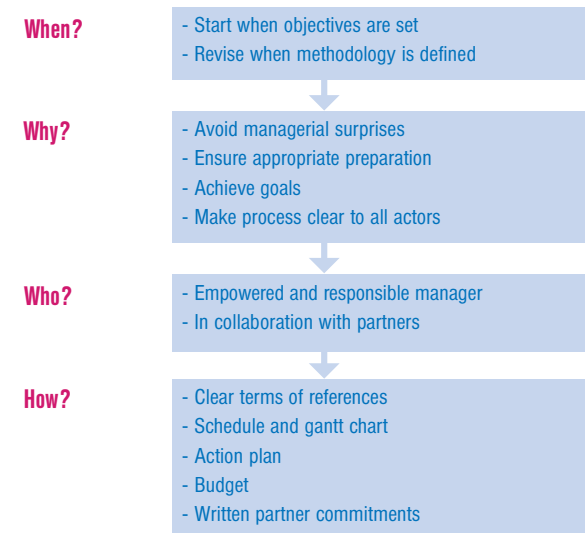 When?
- Start when objectives are set
- Revise when methodology is defined
Why?
- Avoid managerial surprises
- Ensure appropriate preparation
- Achieve goals
- Make process clear to all actors
Who?
- Empowered and responsible manager
- In collaboration with partners
How?
- Clear terms of references
- Schedule and gantt chart
- Action plan
- Budget
- Written partner commitments